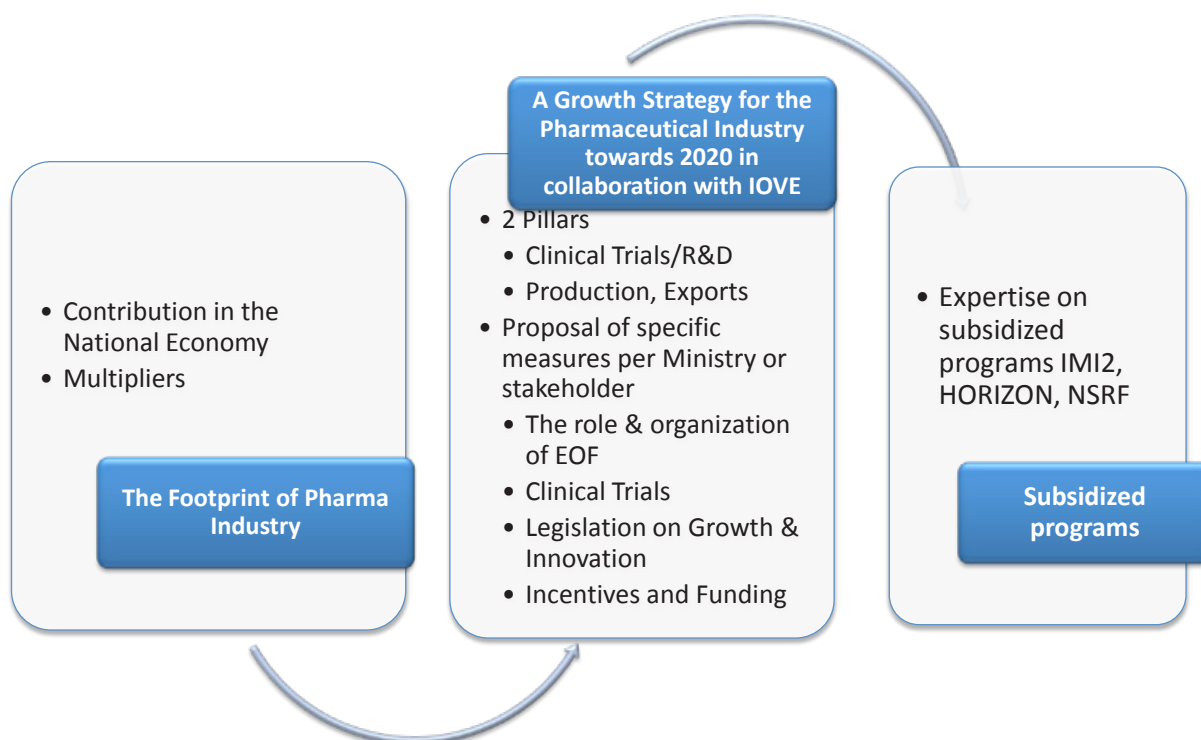 • Contribution in the
National Economy
• Multipliers
The Footprint of Pharma
Industry
A Growth Strategy for the
Pharmaceutical Industry
towards 2020 in
collaboration with IOVE
• 2 Pillars
• Clinical Trials/R&D
• Production, Exports
• Proposal of specific
measures per Ministry or
stakeholder
• The role & organization
of EOF
• Clinical Trials
• Legislation on Growth &
Innovation
• Incentives and Funding
• Expertise on
subsidized
programs IMI2,
HORIZON, NSRF
Subsidized
programs